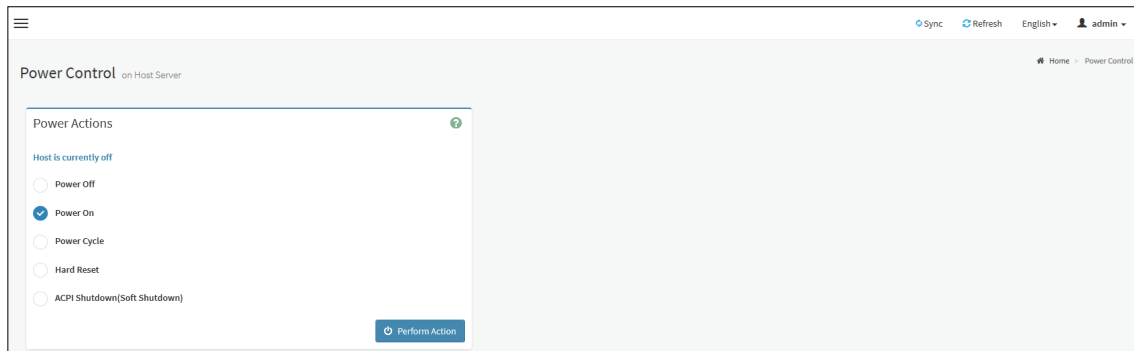 Sync Refresh English admin
Power Control on Host Server
Home > Power Control
Power Actions
Host is currently off
Power Off
Power On
Power Cycle
Hard Reset
ACPI Shutdown(Soft Shutdown)
Perform Action